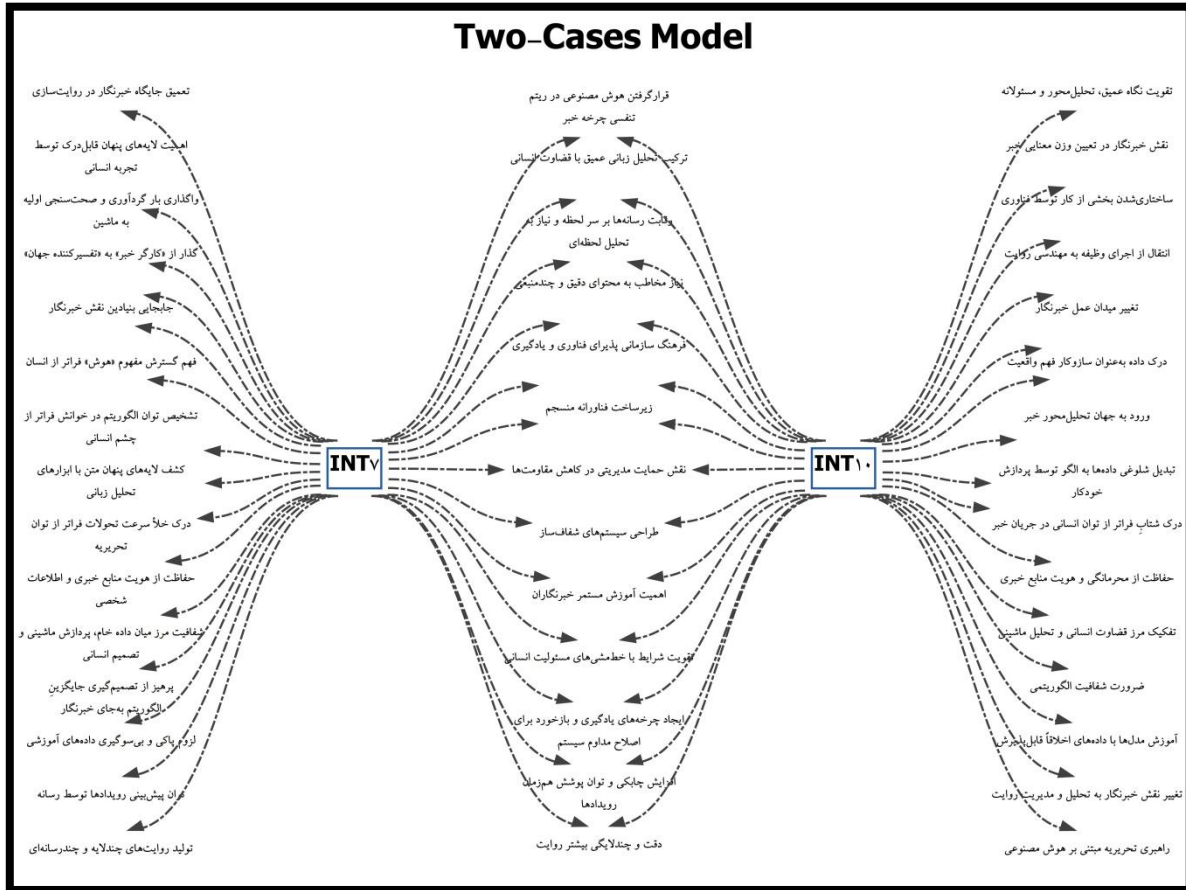 Two-Cases Model
تعمیق جایگاه خبرنگار در روایت‌سازی
اهمیت لایه‌های پنهان قابل‌درک توسط
تجربه انسانی
واگذاری بار گردآوری و صحت‌سنجی اولیه
به ماشین
گذار از «کارگر خبر» به «تفسیرکننده جهان»
جابجایی بنیادین نقش خبرنگار
فهم گسترش مفهوم «هوش» فراتر از انسان
تشخیص توان الگوریتم در خوانش فراتر از
چشم انسانی
کشف لایه‌های پنهان متن با ابزارهای
تحلیل زبانی
درک خلأ سرعت تحولات فراتر از توان
تحریریه
حفاظت از هویت منابع خبری و اطلاعات
شخصی
شفافیت مرز میان داده خام، پردازش ماشینی و
تصمیم انسانی
پرهیز از تصمیم‌گیری جایگزینِ
الگوریتم به‌جای خبرنگار
لزوم پاکی و بی‌سوگیری داده‌های آموزشی
توان پیش‌بینی رویدادها توسط رسانه
تولید روایت‌های چندلایه و چندرسانه‌ای
INT۷
قرارگرفتن هوش مصنوعی در ریتم
تنفسی چرخه خبر
ترکیب تحلیل زبانی عمیق با قضاوت انسانی
رقابت رسانه‌ها بر سر لحظه و نیاز به
تحلیل لحظه‌ای
نیاز مخاطب به محتوای دقیق و چندمنبعی
فرهنگ سازمانی پذیرای فناوری و یادگیری
زیرساخت فناورانه منسجم
نقش حمایت مدیریتی در کاهش مقاومت‌ها
طراحی سیستم‌های شفاف‌ساز
اهمیت آموزش مستمر خبرنگاران
تقویت شرایط با خط‌مشی‌های مسئولیت انسانی
ایجاد چرخه‌های یادگیری و بازخورد برای
اصلاح مداوم سیستم
افزایش چابکی و توان پوشش هم‌زمان
رویدادها
دقت و چندلایگی بیشتر روایت
INT۱۰
تقویت نگاه عمیق، تحلیل‌محور و مسئولانه
نقش خبرنگار در تعیین وزن معنایی خبر
ساختاری‌شدن بخشی از کار توسط فناوری
انتقال از اجرای وظیفه به مهندسی روایت
تغییر میدان عمل خبرنگار
درک داده به‌عنوان سازوکار فهم واقعیت
ورود به جهان تحلیل‌محور خبر
تبدیل شلوغی داده‌ها به الگو توسط پردازش
خودکار
درک شتابِ فراتر از توان انسانی در جریان خبر
حفاظت از محرمانگی و هویت منابع خبری
تفکیک مرز قضاوت انسانی و تحلیل ماشینی
ضرورت شفافیت الگوریتمی
آموزش مدل‌ها با داده‌های اخلاقاً قابل‌پذیرش
تغییر نقش خبرنگار به تحلیل و مدیریت روایت
راهبری تحریریه مبتنی بر هوش مصنوعی